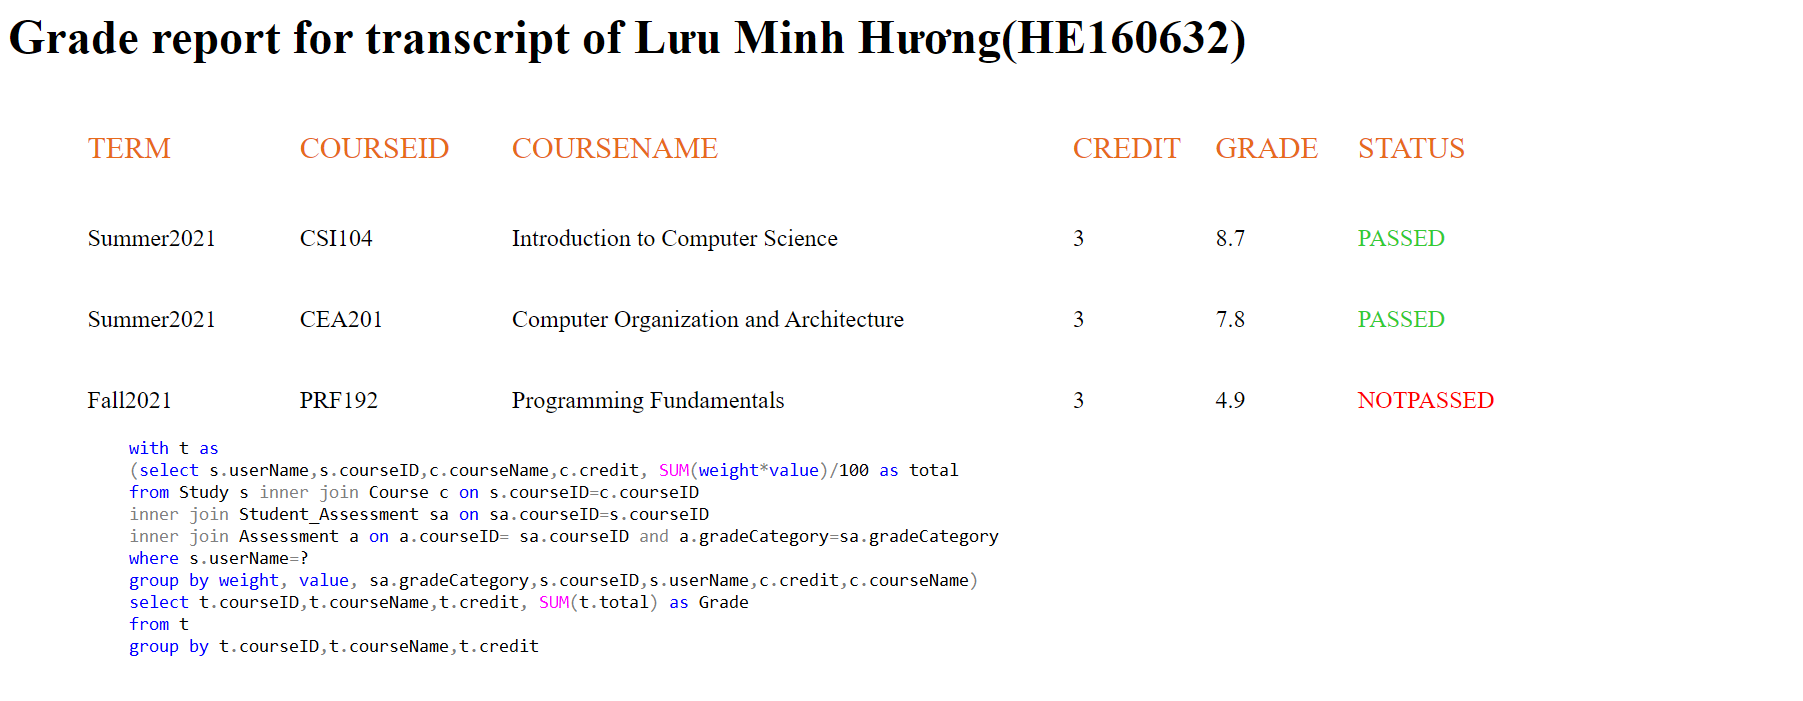 Grade report for transcript of Lưu Minh Hương(HE160632)
TERM COURSEID COURSENAME CREDIT GRADE STATUS
Summer2021 CSI104 Introduction to Computer Science 3 8.7 PASSED
Summer2021 CEA201 Computer Organization and Architecture 3 7.8 PASSED
Fall2021 PRF192 Programming Fundamentals 3 4.9 NOTPASSED
with t as
(select s.userName,s.courseID,c.courseName,c.credit, SUM(weight*value)/100 as total
from Study s inner join Course c on s.courseID=c.courseID
inner join Student_Assessment sa on sa.courseID=s.courseID
inner join Assessment a on a.courseID= sa.courseID and a.gradeCategory=sa.gradeCategory
where s.userName=?
group by weight, value, sa.gradeCategory,s.courseID,s.userName,c.credit,c.courseName)
select t.courseID,t.courseName,t.credit, SUM(t.total) as Grade
from t
group by t.courseID,t.courseName,t.credit